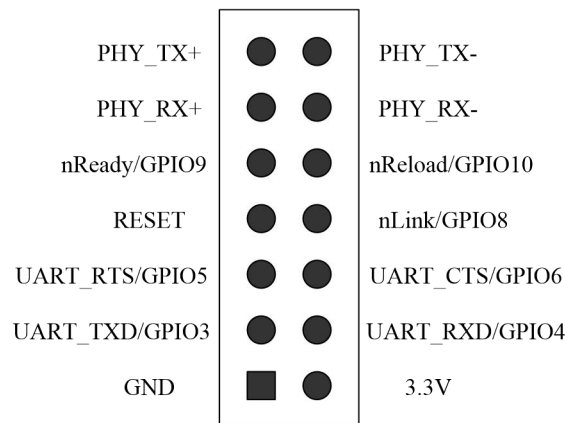 PHY_TX+ PHY_TX-
PHY_RX+ PHY_RX-
nReady/GPIO9 nReload/GPIO10
RESET nLink/GPIO8
UART_RTS/GPIO5 UART_CTS/GPIO6
UART_TXD/GPIO3 UART_RXD/GPIO4
GND 3.3V